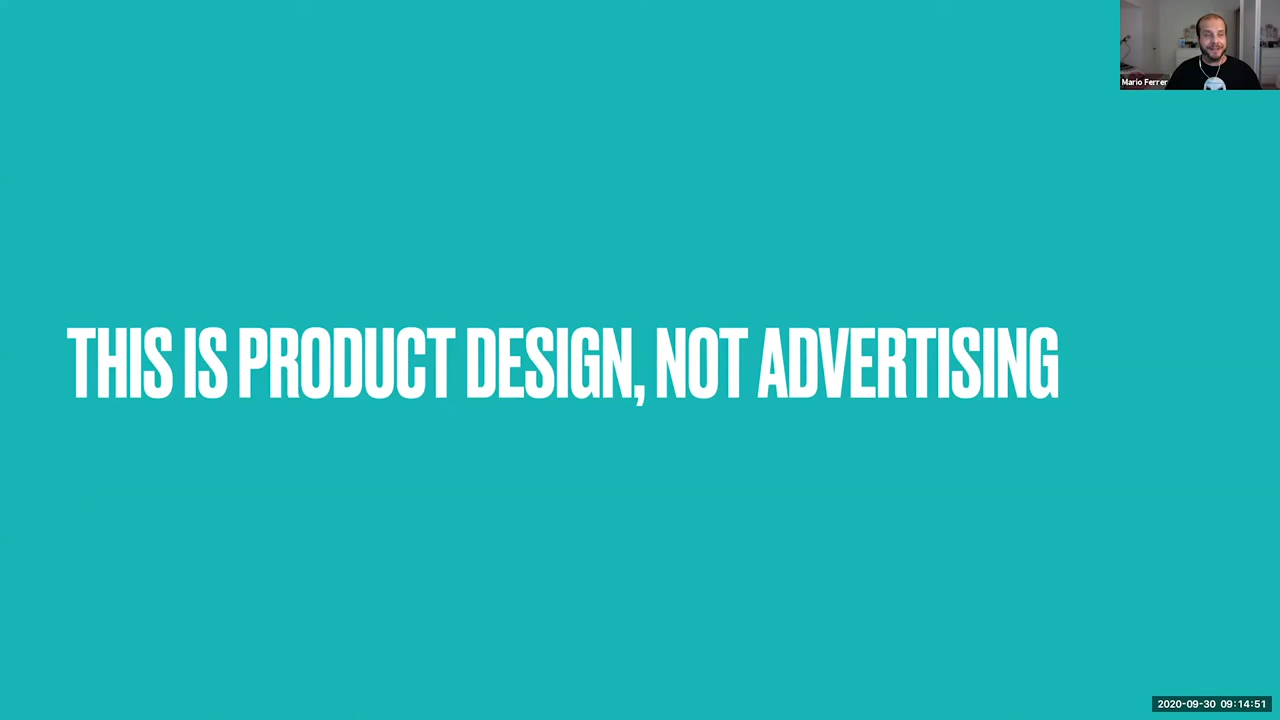 Mario Ferrer
THIS IS PRODUCT DESIGN, NOT ADVERTISING
2020-09-30 09:14:51